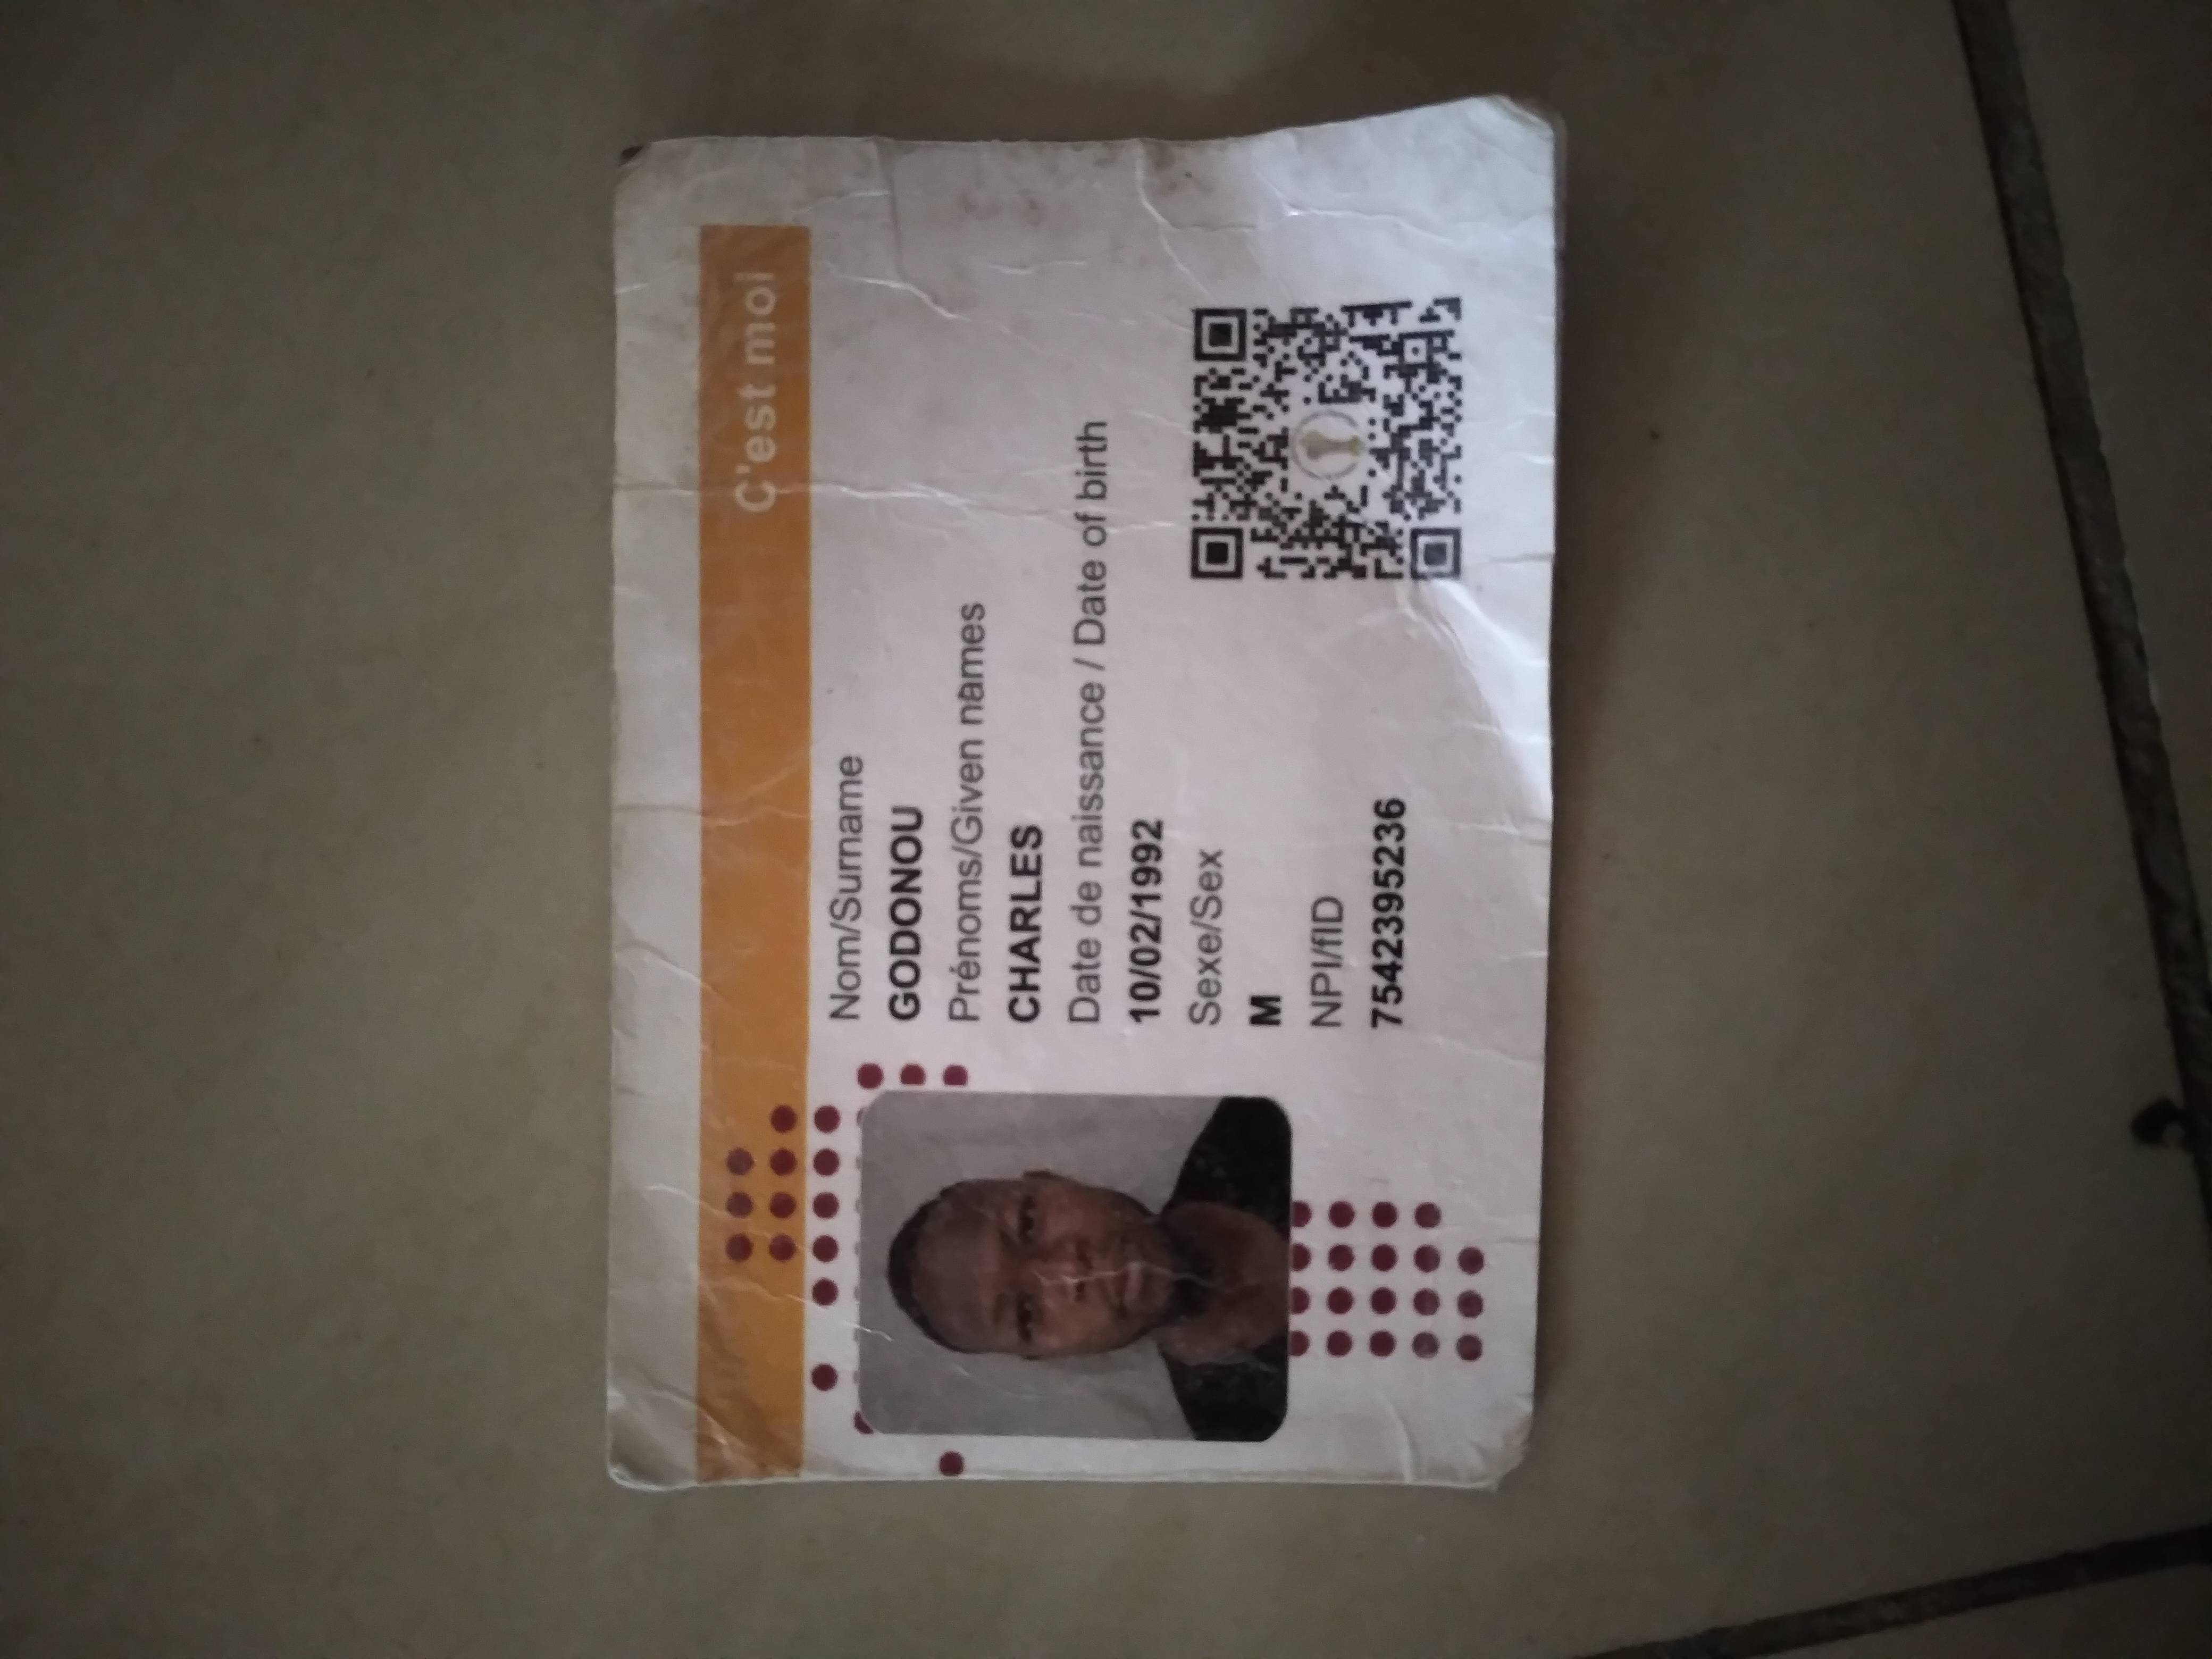 C'est moi
Nom/Surname
GODONOU
Prénoms/Given names
CHARLES
Date de naissance / Date of birth
10/02/1992
Sexe/Sex
M
NPI/fID
7542395236